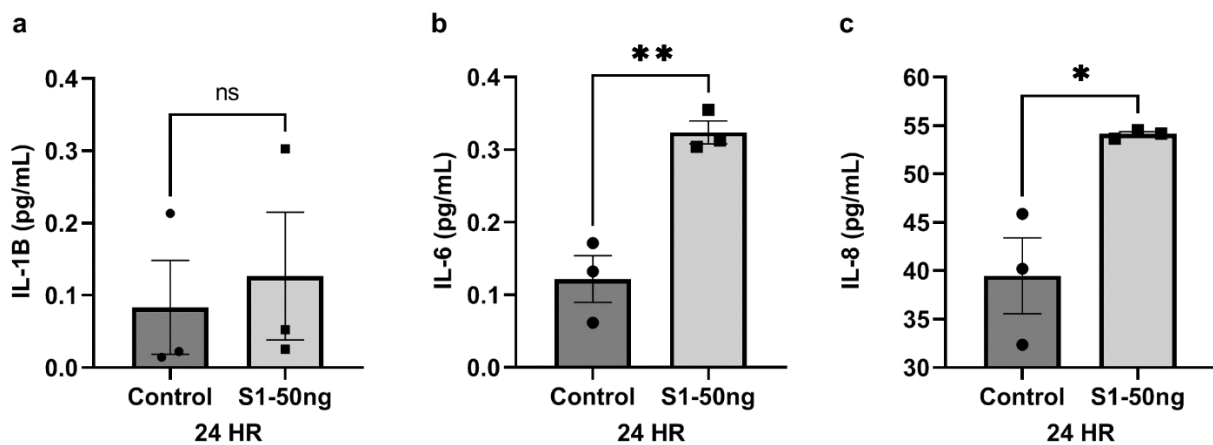 a
ns
IL-1B (pg/mL)
0.4
0.3
0.2
0.1
0.0
Control S1-50ng
24 HR
b
**
IL-6 (pg/mL)
0.4
0.3
0.2
0.1
0.0
Control S1-50ng
24 HR
c
*
IL-8 (pg/mL)
60
55
50
45
40
35
30
Control S1-50ng
24 HR